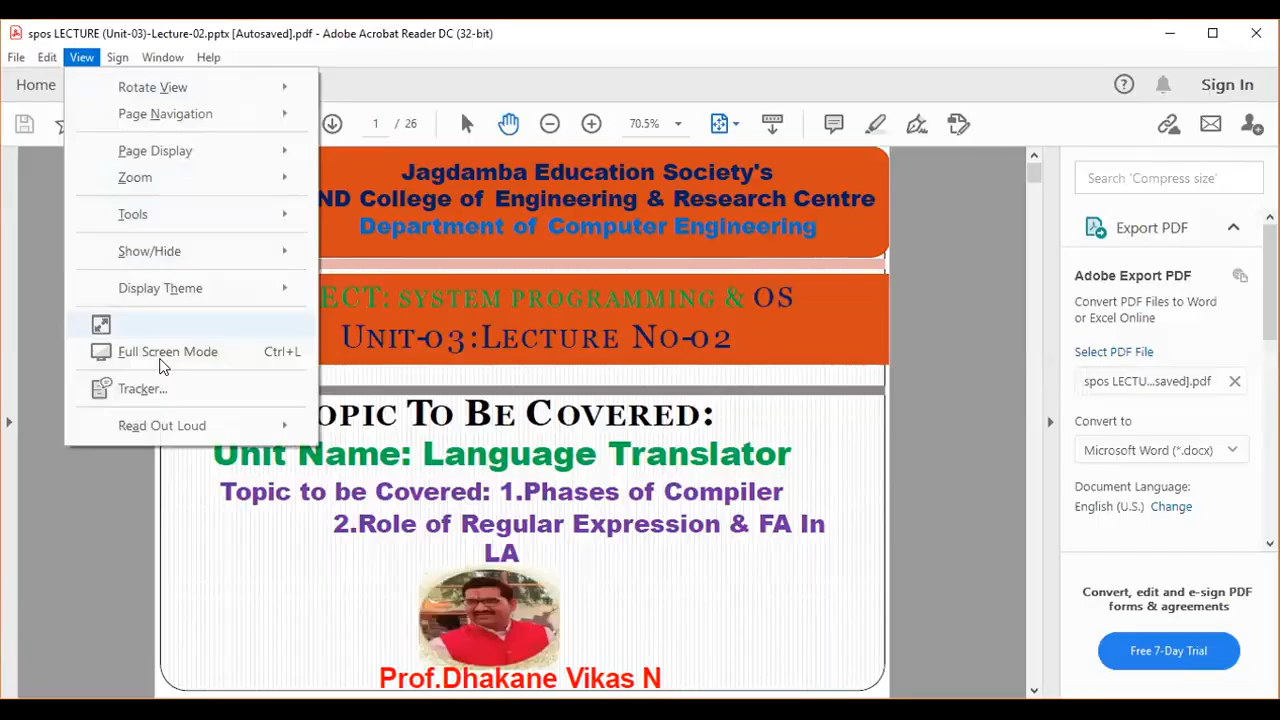 spos LECTURE (Unit-03)-Lecture-02.pptx [Autosaved].pdf - Adobe Acrobat Reader DC (32-bit)
File Edit View Sign Window Help
Home
Sign In
1 / 26
70.5%
Rotate View
Page Navigation
Page Display
Zoom
Tools
Show/Hide
Display Theme
Full Screen Mode Ctrl+L
Tracker...
Read Out Loud
Jagdamba Education Society's
ND College of Engineering & Research Centre
Department of Computer Engineering
ECT: SYSTEM PROGRAMMING & OS
UNIT-03:LECTURE NO-02
OPIC TO BE COVERED:
Unit Name: Language Translator
Topic to be Covered: 1.Phases of Compiler
2.Role of Regular Expression & FA In
LA
Prof.Dhakane Vikas N
Search 'Compress size'
Export PDF
Adobe Export PDF
Convert PDF Files to Word
or Excel Online
Select PDF File
spos LECTU...saved].pdf
Convert to
Microsoft Word (*.docx)
Document Language:
English (U.S.) Change
Convert, edit and e-sign PDF
forms & agreements
Free 7-Day Trial